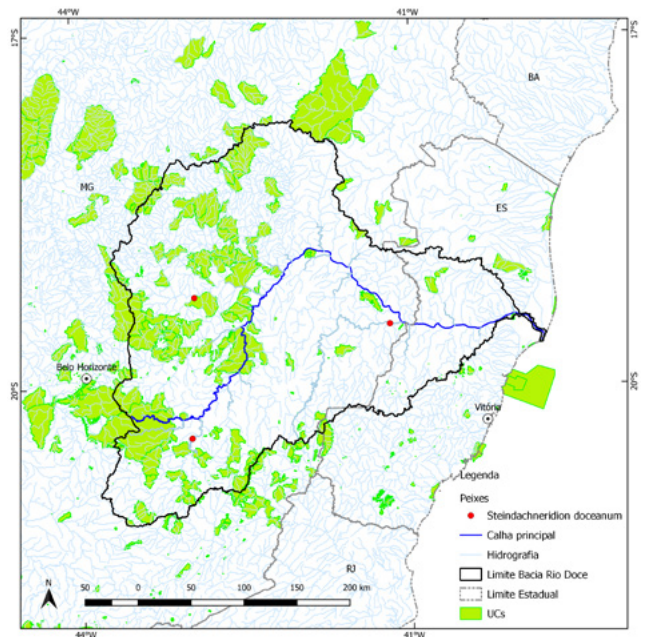 44°W
41°W
17°S
17°S
BA
MG
ES
Belo Horizonte
20°S
20°S
Vitória
Legenda
Peixes
Steindachneridion doceanum
Calha principal
Hidrografia
Limite Bacia Rio Doce
Limite Estadual
UCs
RJ
N
50 0 50 100 150 200 km
44°W
41°W